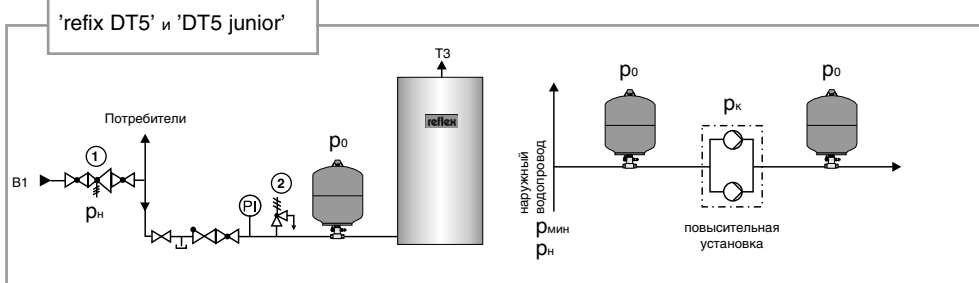 'refix DT5' и 'DT5 junior'
T3
Потребители
1
B1
pн
PI
2
p0
reflex
p0
p0
pк
наружный
водопровод
pмин
pн
повысительная
установка